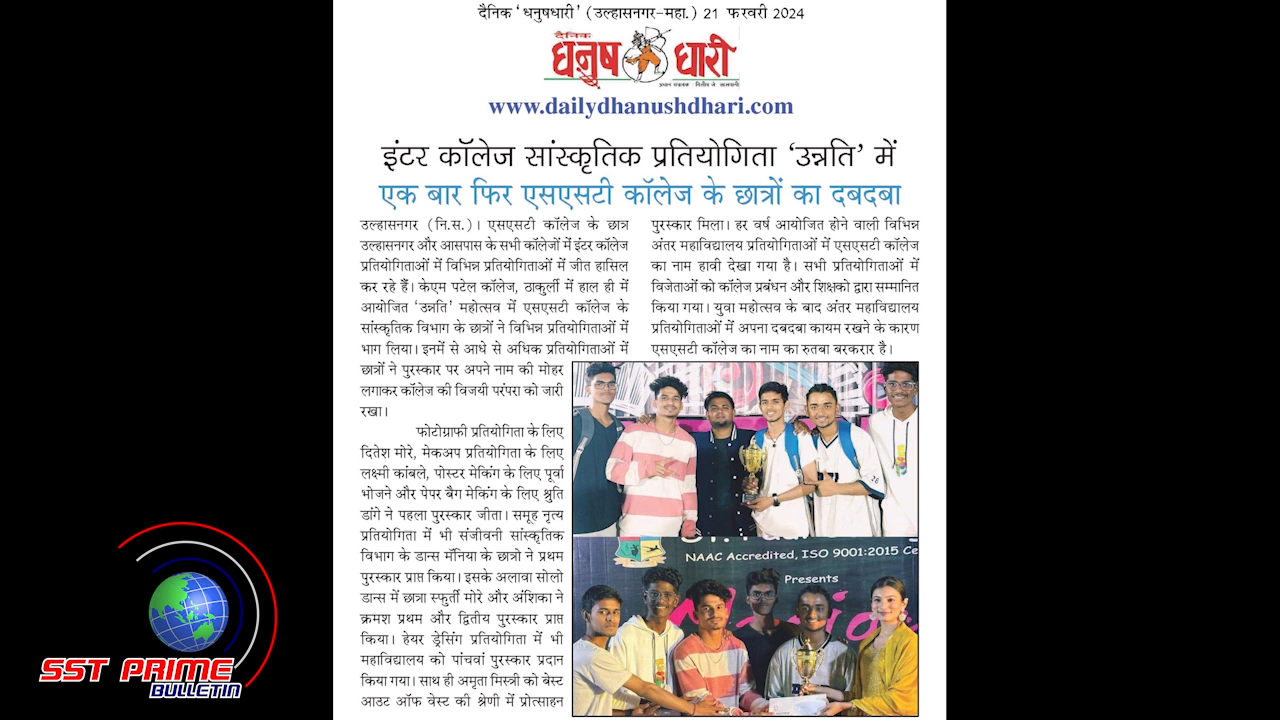 दैनिक 'धनुषधारी' (उल्हासनगर-महा.) 21 फरवरी 2024
दैनिक
धनुष धारी
www.dailydhanushdhari.com
इंटर कॉलेज सांस्कृतिक प्रतियोगिता 'उन्नति' में
एक बार फिर एसएसटी कॉलेज के छात्रों का दबदबा
उल्हासनगर (नि.स.)। एसएसटी कॉलेज के छात्र
उल्हासनगर और आसपास के सभी कॉलेजों में इंटर कॉलेज
प्रतियोगिताओं में विभिन्न प्रतियोगिताओं में जीत हासिल
कर रहे हैं। केएम पटेल कॉलेज, ठाकुर्ली में हाल ही में
आयोजित 'उन्नति' महोत्सव में एसएसटी कॉलेज के
सांस्कृतिक विभाग के छात्रों ने विभिन्न प्रतियोगिताओं में
भाग लिया। इनमें से आधे से अधिक प्रतियोगिताओं में
छात्रों ने पुरस्कार पर अपने नाम की मोहर
लगाकर कॉलेज की विजयी परंपरा को जारी
रखा।
फोटोग्राफी प्रतियोगिता के लिए
दितेश मोरे, मेकअप प्रतियोगिता के लिए
लक्ष्मी कांबले, पोस्टर मेकिंग के लिए पूर्वा
भोजने और पेपर बैग मेकिंग के लिए श्रुति
डांगे ने पहला पुरस्कार जीता। समूह नृत्य
प्रतियोगिता में भी संजीवनी सांस्कृतिक
विभाग के डान्स मॅनिया के छात्रो ने प्रथम
पुरस्कार प्राप्त किया। इसके अलावा सोलो
डान्स में छात्रा स्फुर्ती मोरे और अंशिका ने
क्रमश प्रथम और द्वितीय पुरस्कार प्राप्त
किया। हेयर ड्रेसिंग प्रतियोगिता में भी
महाविद्यालय को पांचवां पुरस्कार प्रदान
किया गया। साथ ही अमृता मिस्त्री को बेस्ट
आउट ऑफ वेस्ट की श्रेणी में प्रोत्साहन
पुरस्कार मिला। हर वर्ष आयोजित होने वाली विभिन्न
अंतर महाविद्यालय प्रतियोगिताओं में एसएसटी कॉलेज
का नाम हावी देखा गया है। सभी प्रतियोगिताओं में
विजेताओं को कॉलेज प्रबंधन और शिक्षको द्वारा सम्मानित
किया गया। युवा महोत्सव के बाद अंतर महाविद्यालय
प्रतियोगिताओं में अपना दबदबा कायम रखने के कारण
एसएसटी कॉलेज का नाम का रुतबा बरकरार है।
NAAC Accredited, ISO 9001:2015 Ce
Presents
SST PRIME
BULLETIN